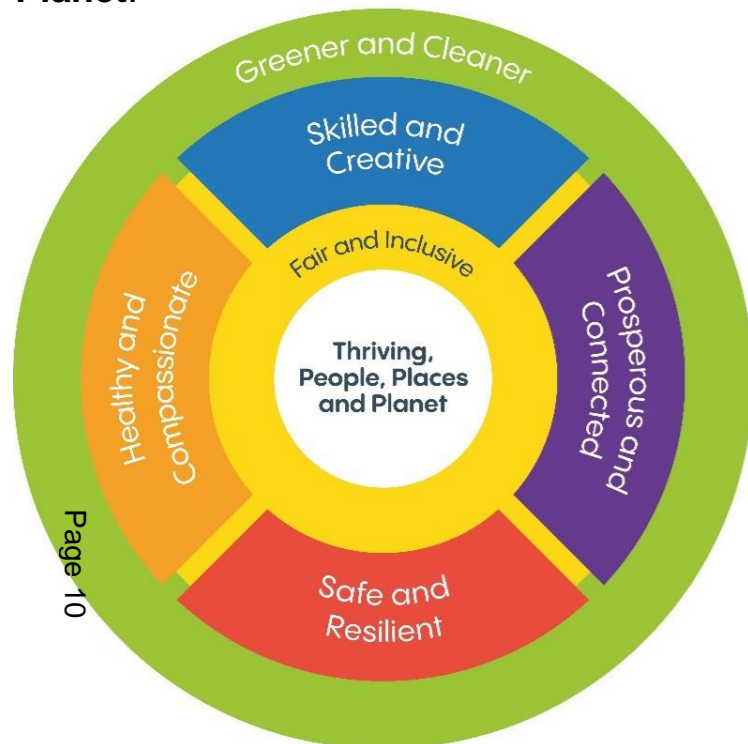 Planet.
Greener and Cleaner
Skilled and
Creative
Fair and Inclusive
Healthy and
Compassionate
Thriving,
People, Places
and Planet
Prosperous and
Connected
Safe and
Resilient
Page 10